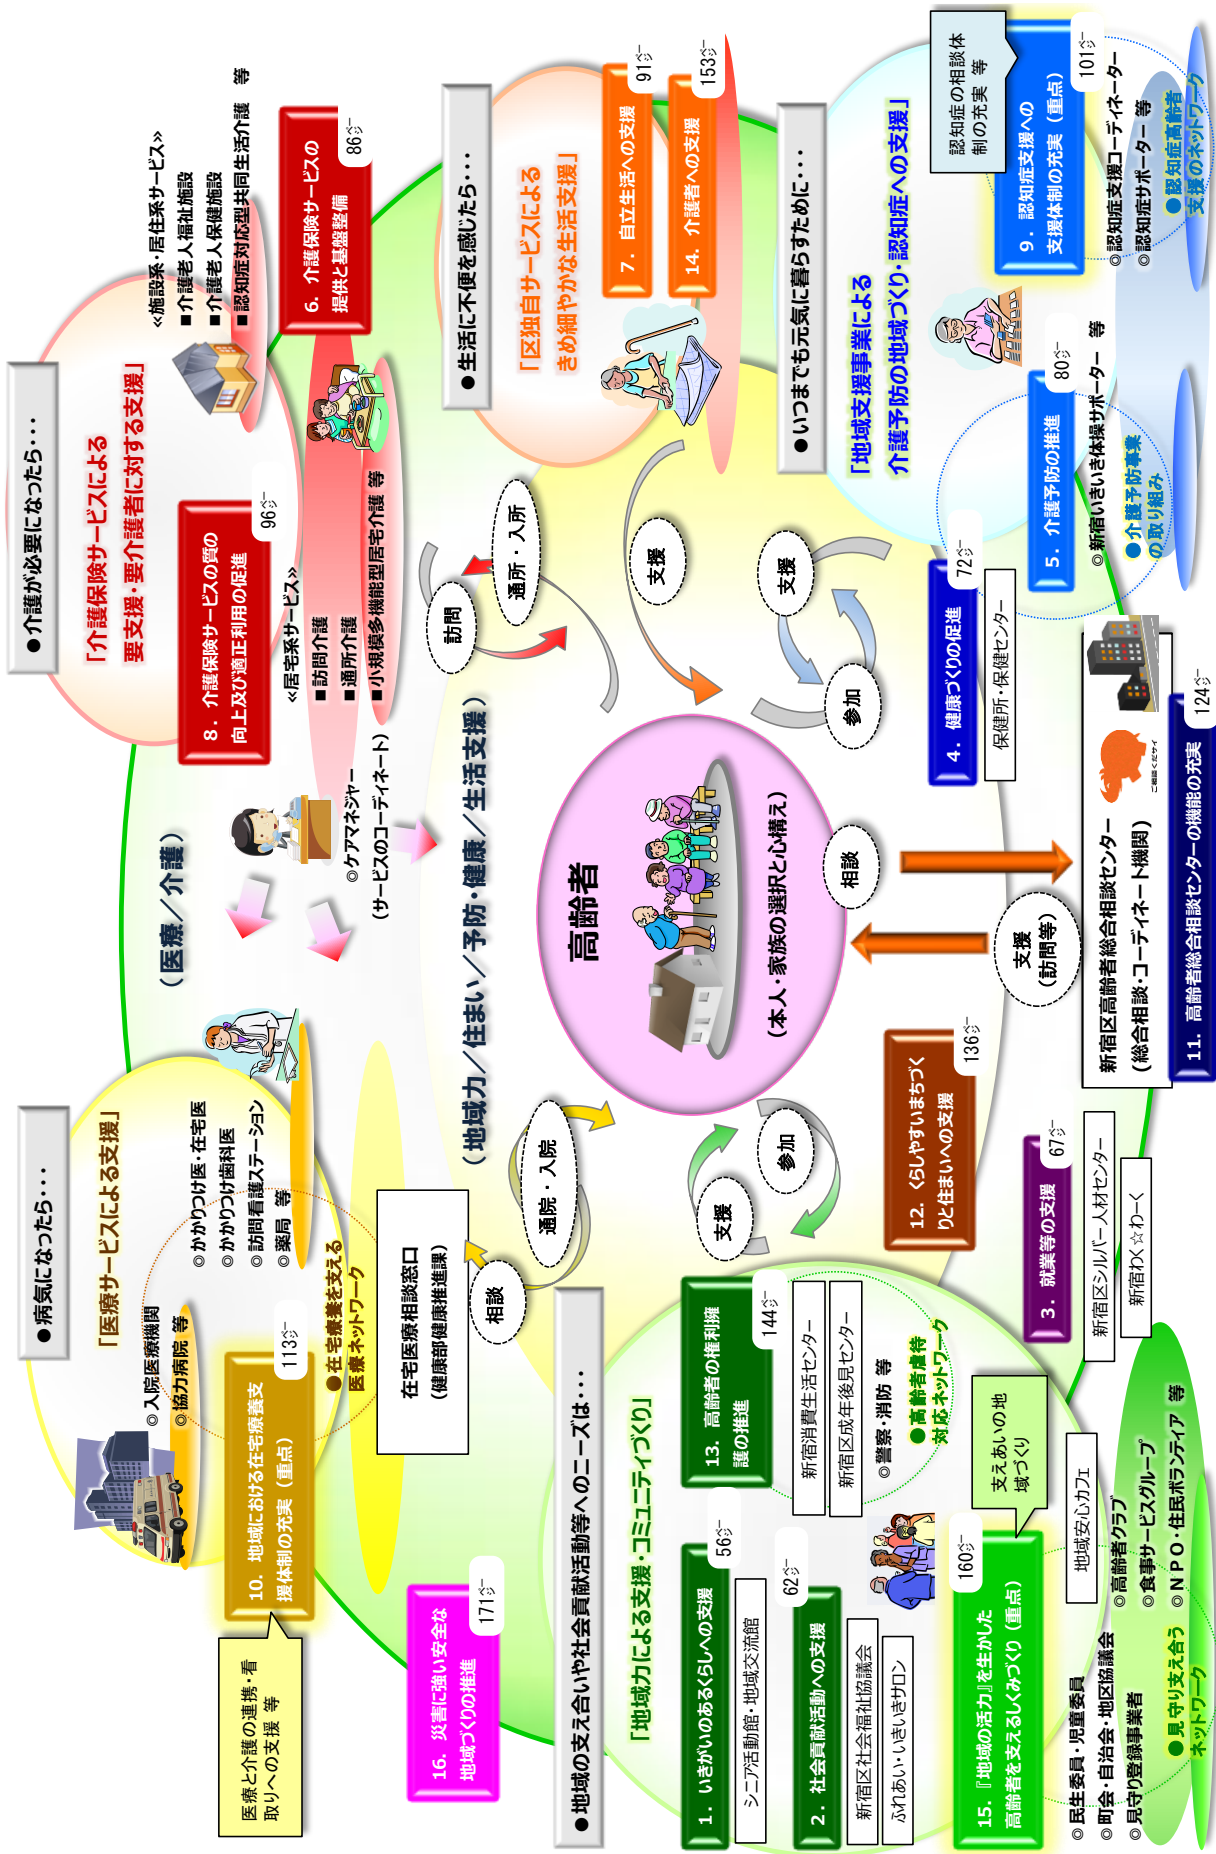 ●病気になったら･･･
「医療サービスによる支援」
◎入院医療機関
◎協力病院 等
◎かかりつけ医・在宅医
◎かかりつけ歯科医
◎訪問看護ステーション
◎薬局 等
10．地域における在宅療養支
援体制の充実（重点）
113ページ
医療と介護の連携・看
取りへの支援 等
●在宅療養を支える
医療ネットワーク
在宅医療相談窓口
（健康部健康推進課）
相談
通院・入院
16．災害に強い安全な
地域づくりの推進
171ページ
（医療／介護）
◎ケアマネジャー
（サービスのコーディネート）
（地域力／住まい／予防・健康／生活支援）
●介護が必要になったら･･･
「介護保険サービスによる
要支援・要介護者に対する支援」
8．介護保険サービスの質の
向上及び適正利用の促進
96ページ
≪居宅系サービス≫
■訪問介護
■通所介護
■小規模多機能型居宅介護 等
≪施設系・居住系サービス≫
■介護老人福祉施設
■介護老人保健施設
■認知症対応型共同生活介護 等
6．介護保険サービスの
提供と基盤整備
86ページ
訪問
通所・入所
●生活に不便を感じたら･･･
「区独自サービスによる
きめ細やかな生活支援」
7．自立生活への支援
91ページ
14．介護者への支援
153ページ
支援
高齢者
（本人・家族の選択と心構え）
●いつまでも元気に暮らすために･･･
「地域支援事業による
介護予防の地域づくり・認知症への支援」
支援
参加
4．健康づくりの促進
72ページ
保健所・保健センター
5．介護予防の推進
80ページ
◎新宿いきいき体操サポーター 等
●介護予防事業
の取り組み
認知症の相談体
制の充実 等
9．認知症支援への
支援体制の充実（重点）
101ページ
◎認知症支援コーディネーター
◎認知症サポーター 等
●認知症高齢者
支援のネットワーク
相談
支援
（訪問等）
新宿区高齢者総合相談センター
（総合相談・コーディネート機関）
ご相談くださイ
11．高齢者総合相談センターの機能の充実
124ページ
●地域の支え合いや社会貢献活動等へのニーズは･･･
「地域力による支援・コミュニティづくり」
支援
参加
1．いきがいのあるくらしへの支援
56ページ
シニア活動館・地域交流館
2．社会貢献活動への支援
62ページ
新宿区社会福祉協議会
ふれあい・いきいきサロン
13．高齢者の権利擁
護の推進
144ページ
新宿消費生活センター
新宿区成年後見センター
◎警察・消防 等
●高齢者虐待
対応ネットワーク
15．『地域の活力』を生かした
高齢者を支えるしくみづくり（重点）
160ページ
支えあいの地
域づくり
地域安心カフェ
◎民生委員・児童委員
◎町会・自治会・地区協議会
◎見守り登録事業者
◎高齢者クラブ
◎食事サービスグループ
◎ＮＰＯ・住民ボランティア 等
●見守り支え合う
ネットワーク
12．くらしやすいまちづく
りと住まいへの支援
136ページ
3．就業等の支援
67ページ
新宿区シルバー人材センター
新宿わく☆わーく